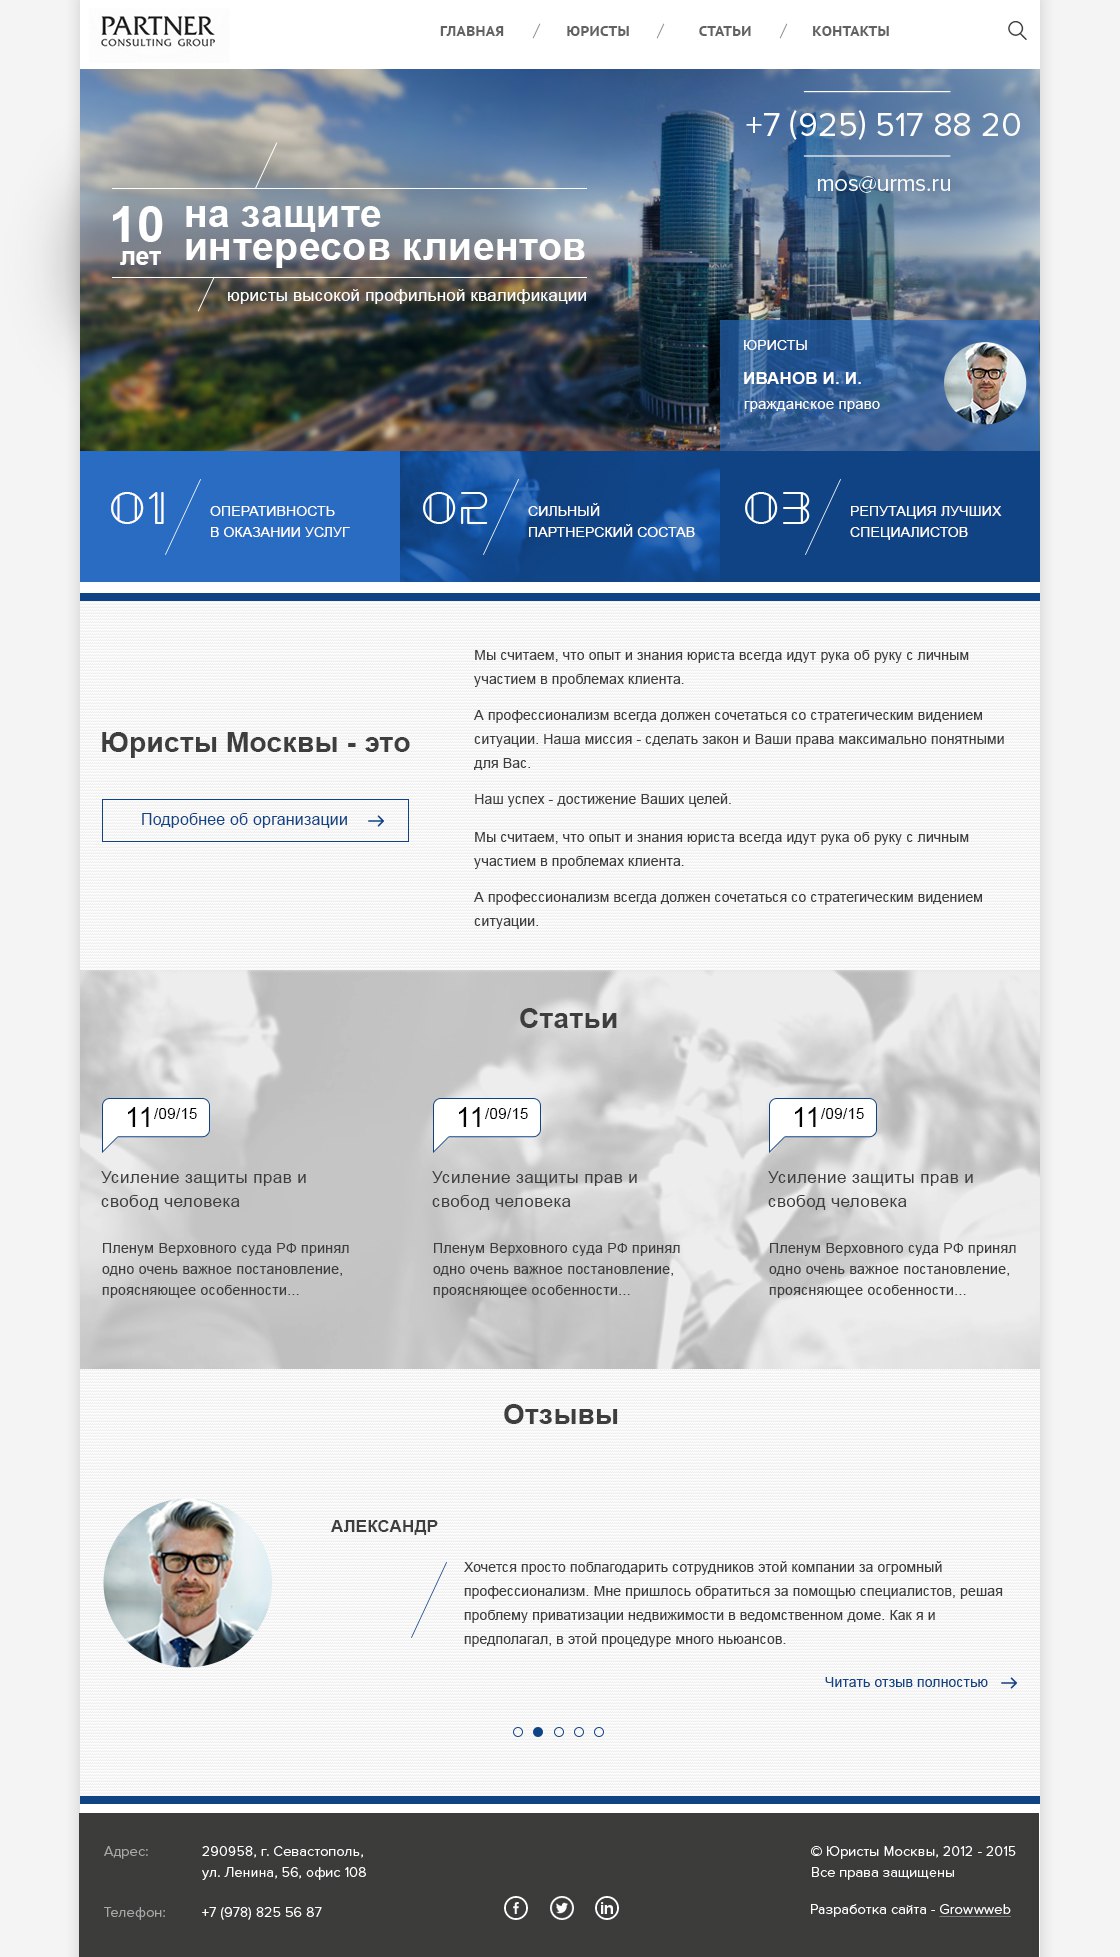 PARTNER
CONSULTING GROUP
ГЛАВНАЯ / ЮРИСТЫ / СТАТЬИ / КОНТАКТЫ
+7 (925) 517 88 20
mos@urms.ru
10 лет
на защите
интересов клиентов
юристы высокой профильной квалификации
ЮРИСТЫ
ИВАНОВ И. И.
гражданское право
01
ОПЕРАТИВНОСТЬ
В ОКАЗАНИИ УСЛУГ
02
СИЛЬНЫЙ
ПАРТНЕРСКИЙ СОСТАВ
03
РЕПУТАЦИЯ ЛУЧШИХ
СПЕЦИАЛИСТОВ
Юристы Москвы - это
Подробнее об организации
Мы считаем, что опыт и знания юриста всегда идут рука об руку с личным
участием в проблемах клиента.
А профессионализм всегда должен сочетаться со стратегическим видением
ситуации. Наша миссия - сделать закон и Ваши права максимально понятными
для Вас.
Наш успех - достижение Ваших целей.
Мы считаем, что опыт и знания юриста всегда идут рука об руку с личным
участием в проблемах клиента.
А профессионализм всегда должен сочетаться со стратегическим видением
ситуации.
Статьи
11/09/15
Усиление защиты прав и
свобод человека
Пленум Верховного суда РФ принял
одно очень важное постановление,
проясняющее особенности...
11/09/15
Усиление защиты прав и
свобод человека
Пленум Верховного суда РФ принял
одно очень важное постановление,
проясняющее особенности...
11/09/15
Усиление защиты прав и
свобод человека
Пленум Верховного суда РФ принял
одно очень важное постановление,
проясняющее особенности...
Отзывы
АЛЕКСАНДР
Хочется просто поблагодарить сотрудников этой компании за огромный
профессионализм. Мне пришлось обратиться за помощью специалистов, решая
проблему приватизации недвижимости в ведомственном доме. Как я и
предполагал, в этой процедуре много ньюансов.
Читать отзыв полностью
Адрес:
290958, г. Севастополь,
ул. Ленина, 56, офис 108
Телефон:
+7 (978) 825 56 87
© Юристы Москвы, 2012 - 2015
Все права защищены
Разработка сайта - Growwweb